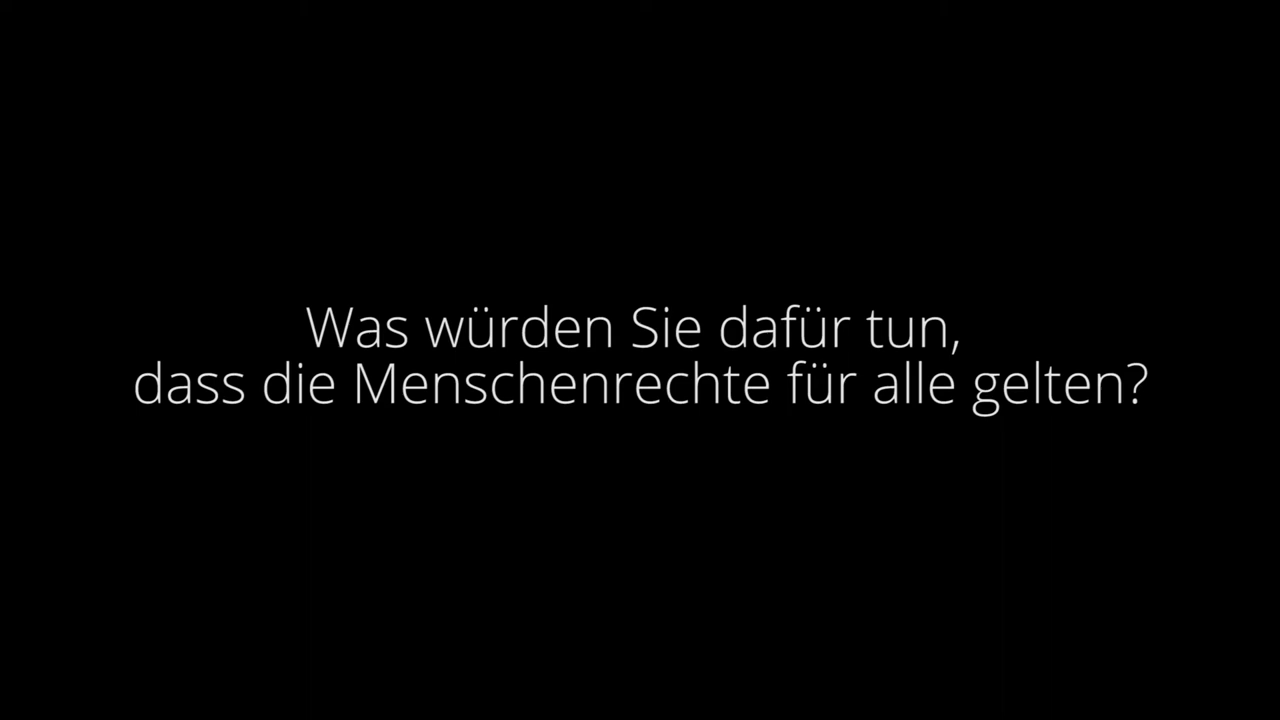 Was würden Sie dafür tun,
dass die Menschenrechte für alle gelten?